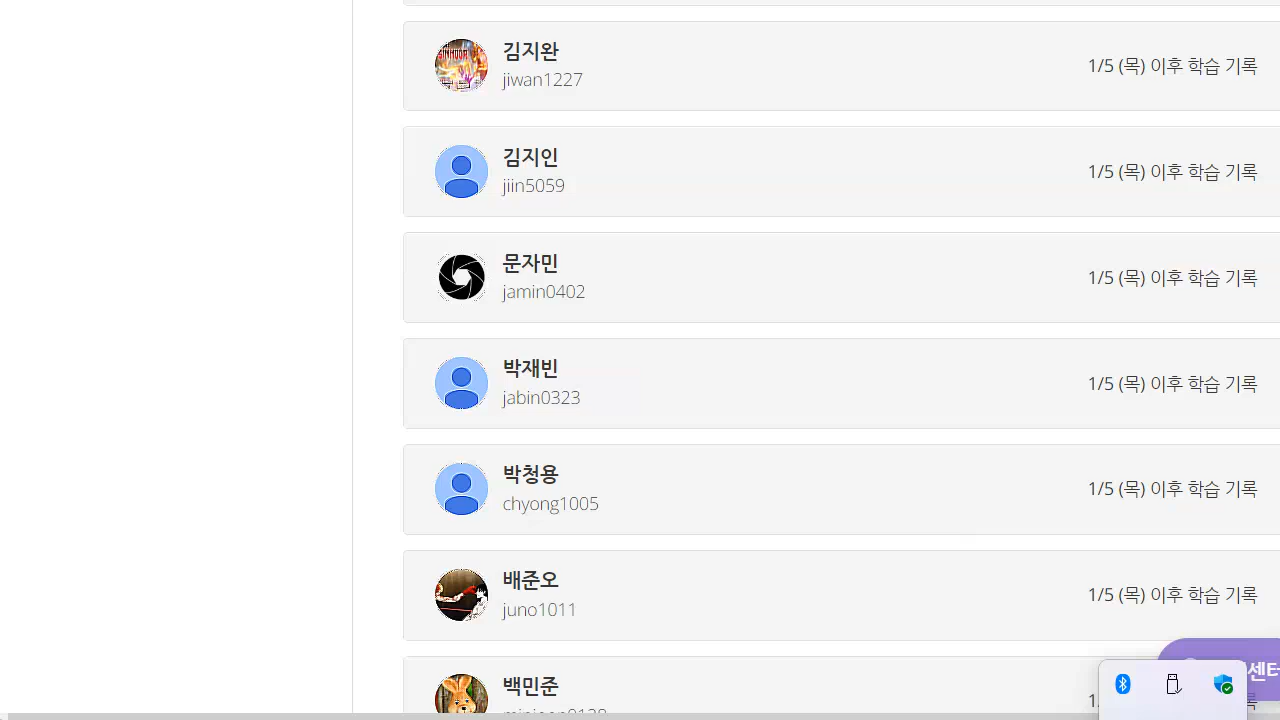 김지완
jiwan1227
1/5 (목) 이후 학습 기록
김지인
jiin5059
1/5 (목) 이후 학습 기록
문자민
jamin0402
1/5 (목) 이후 학습 기록
박재빈
jabin0323
1/5 (목) 이후 학습 기록
박청용
chyong1005
1/5 (목) 이후 학습 기록
배준오
juno1011
1/5 (목) 이후 학습 기록
백민준
센터